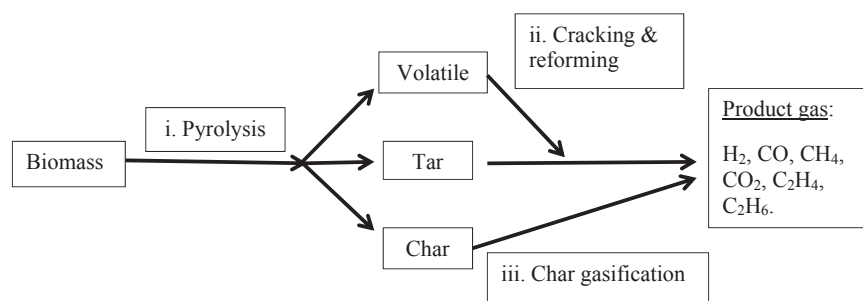 ii. Cracking &
reforming
Volatile
Product gas:
i. Pyrolysis
H₂, CO, CH₄,
Biomass
Tar
CO₂, C₂H₄,
C₂H₆.
Char
iii. Char gasification